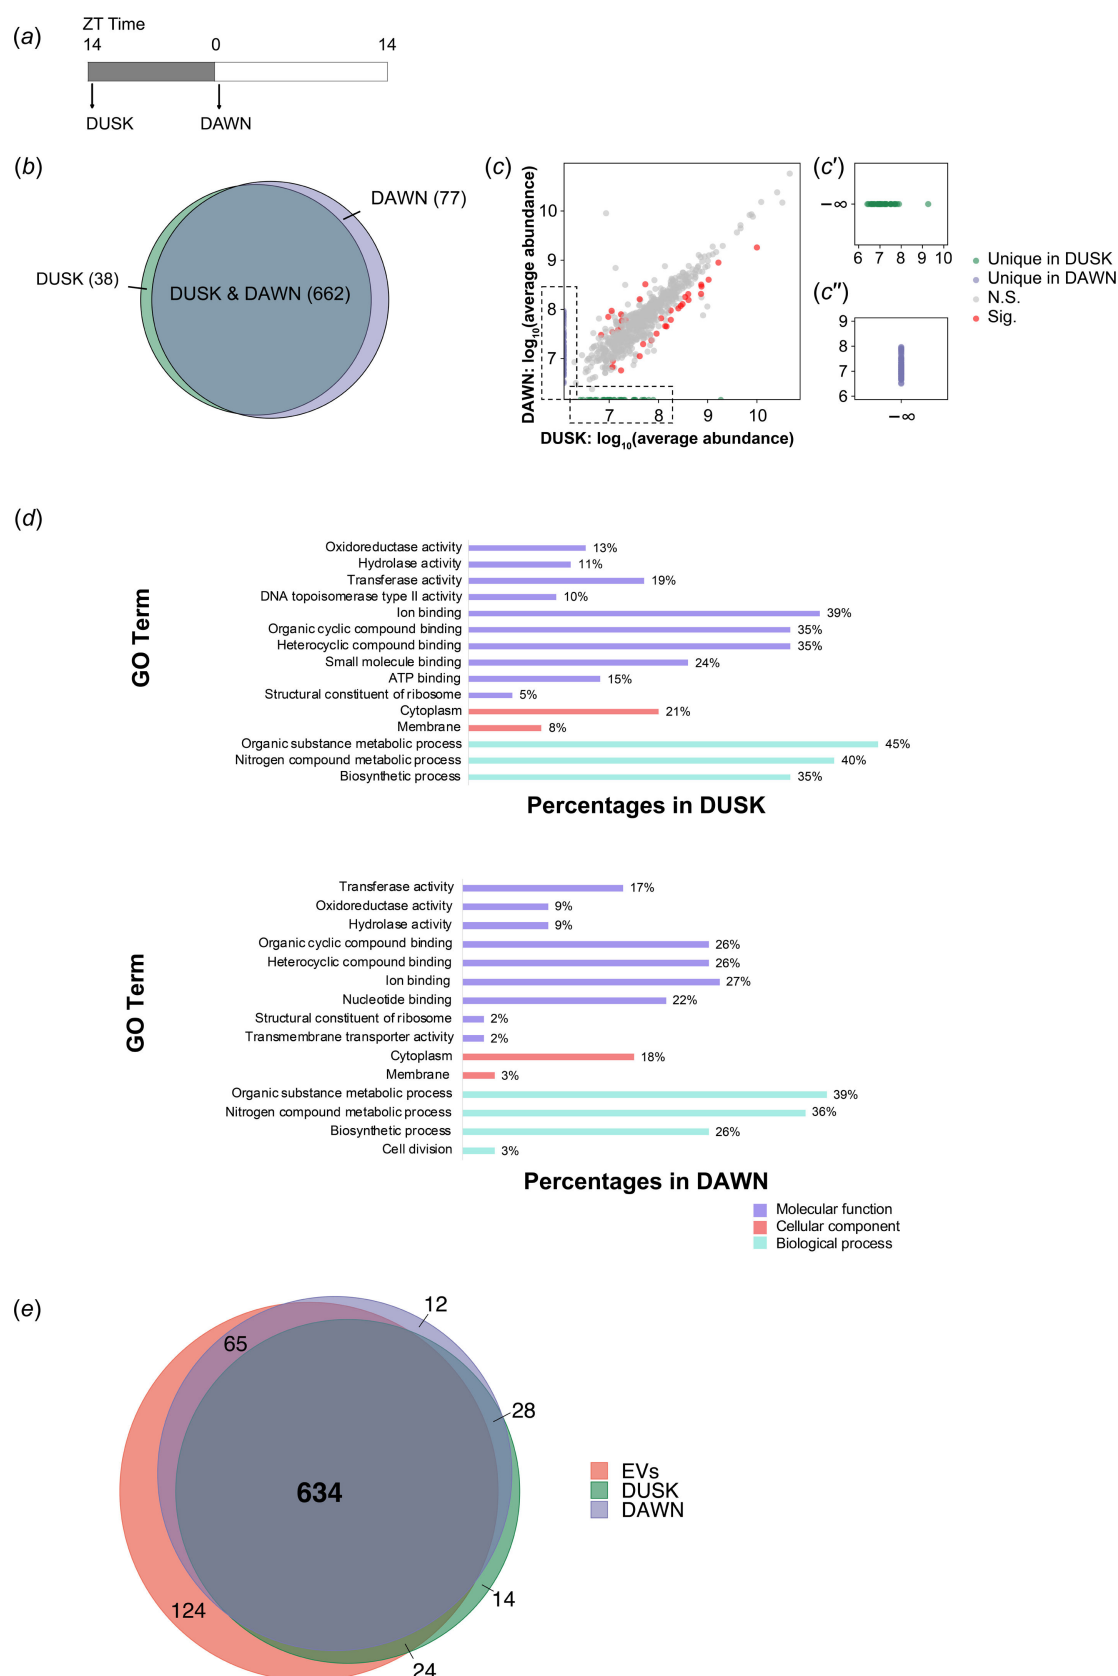 (a)
ZT Time
14 0 14
DUSK DAWN
(b)
DAWN (77)
DUSK (38)
DUSK & DAWN (662)
(c)
DAWN: log10(average abundance)
10
9
8
7
7 8 9 10
DUSK: log10(average abundance)
(c′)
−∞
6 7 8 9 10
(c″)
9
8
7
6
−∞
Unique in DUSK
Unique in DAWN
N.S.
Sig.
(d)
GO Term
Oxidoreductase activity 13%
Hydrolase activity 11%
Transferase activity 19%
DNA topoisomerase type II activity 10%
Ion binding 39%
Organic cyclic compound binding 35%
Heterocyclic compound binding 35%
Small molecule binding 24%
ATP binding 15%
Structural constituent of ribosome 5%
Cytoplasm 21%
Membrane 8%
Organic substance metabolic process 45%
Nitrogen compound metabolic process 40%
Biosynthetic process 35%
Percentages in DUSK
GO Term
Transferase activity 17%
Oxidoreductase activity 9%
Hydrolase activity 9%
Organic cyclic compound binding 26%
Heterocyclic compound binding 26%
Ion binding 27%
Nucleotide binding 22%
Structural constituent of ribosome 2%
Transmembrane transporter activity 2%
Cytoplasm 18%
Membrane 3%
Organic substance metabolic process 39%
Nitrogen compound metabolic process 36%
Biosynthetic process 26%
Cell division 3%
Percentages in DAWN
Molecular function
Cellular component
Biological process
(e)
12
65
28
634
EVs
DUSK
DAWN
14
124
24